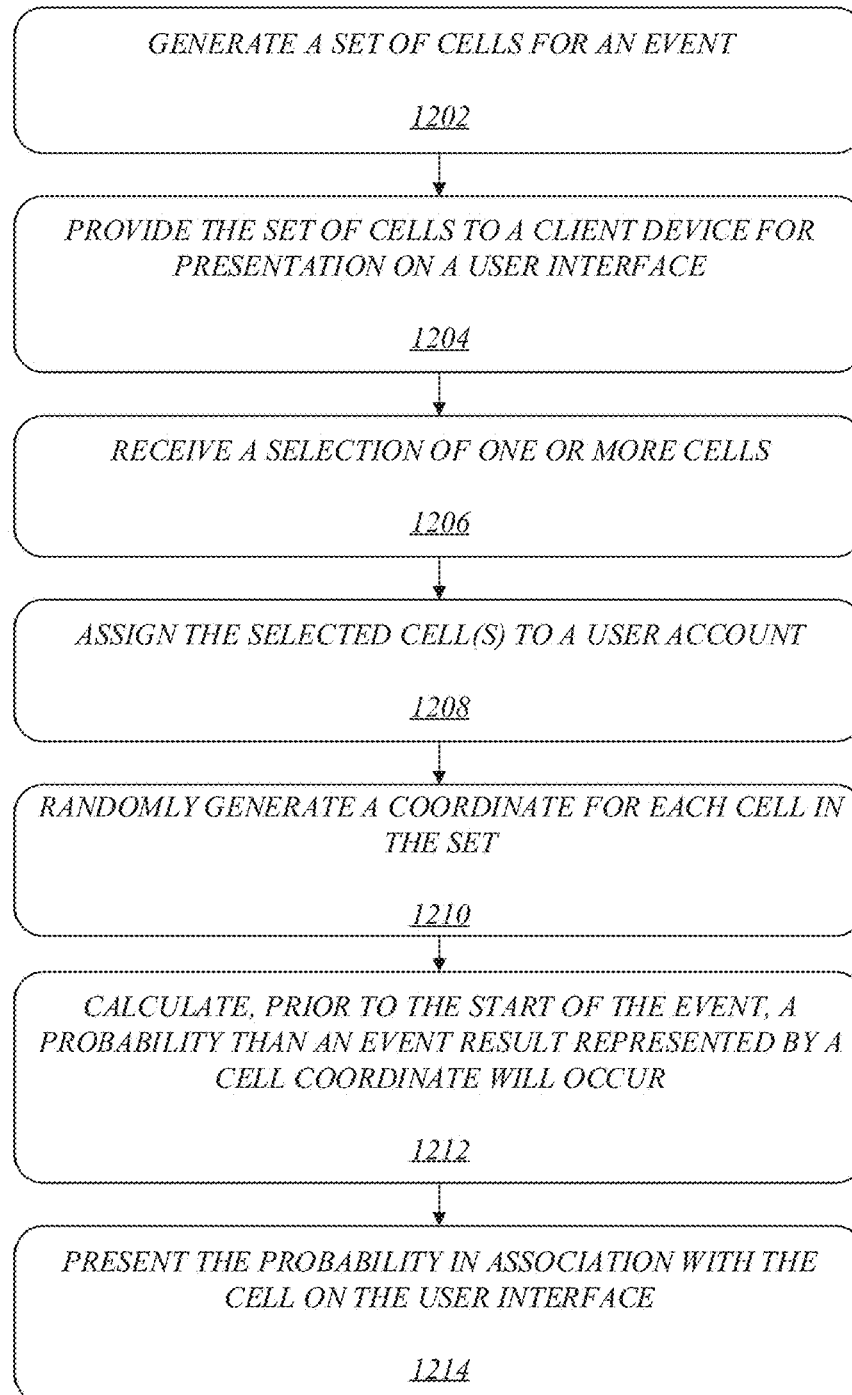 GENERATE A SET OF CELLS FOR AN EVENT
1202
PROVIDE THE SET OF CELLS TO A CLIENT DEVICE FOR
PRESENTATION ON A USER INTERFACE
1204
RECEIVE A SELECTION OF ONE OR MORE CELLS
1206
ASSIGN THE SELECTED CELL(S) TO A USER ACCOUNT
1208
RANDOMLY GENERATE A COORDINATE FOR EACH CELL IN
THE SET
1210
CALCULATE, PRIOR TO THE START OF THE EVENT, A
PROBABILITY THAN AN EVENT RESULT REPRESENTED BY A
CELL COORDINATE WILL OCCUR
1212
PRESENT THE PROBABILITY IN ASSOCIATION WITH THE
CELL ON THE USER INTERFACE
1214